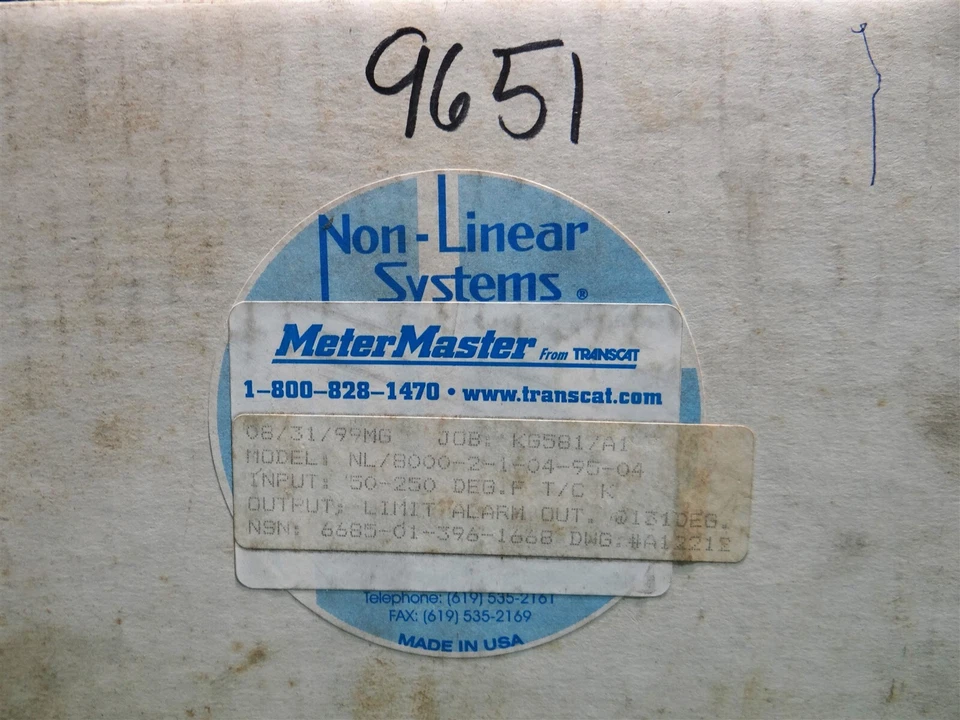 9651
Non-Linear
Systems ®
MeterMaster From TRANSCAT
1-800-828-1470 • www.transcat.com
08/31/99MG JOB: KG581/A1
MODEL: NL/8000-2-1-04-95-04
INPUT: 50-250 DEG.F T/C K
OUTPUT; LIMIT ALARM OUT. @131DEG.
NSN: 6685-01-396-1668 DWG.
Telephone: (619) 535-2161
FAX: (619) 535-2169
MADE IN USA